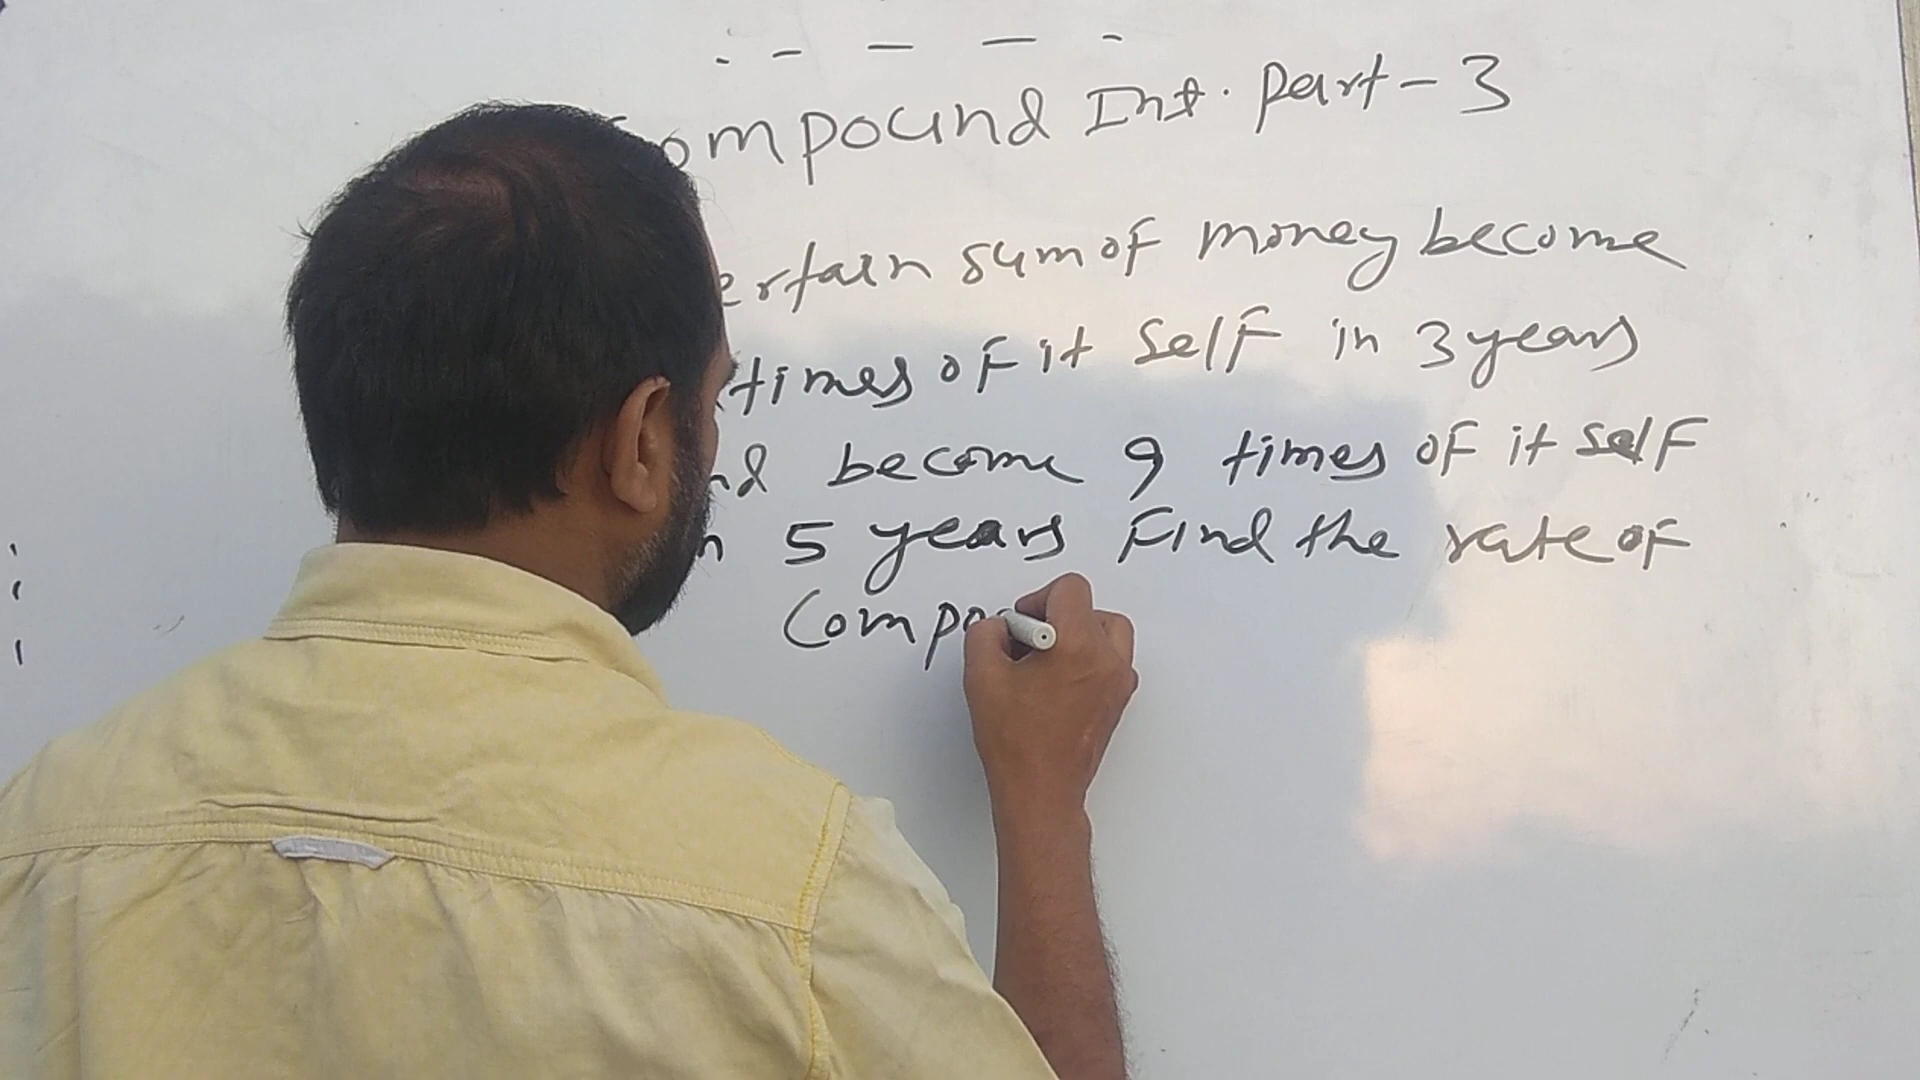 ompound Int. part-3
ertain sum of money become
times of it self in 3 years
nd become 9 times of it self
n 5 years Find the rate of
Compo